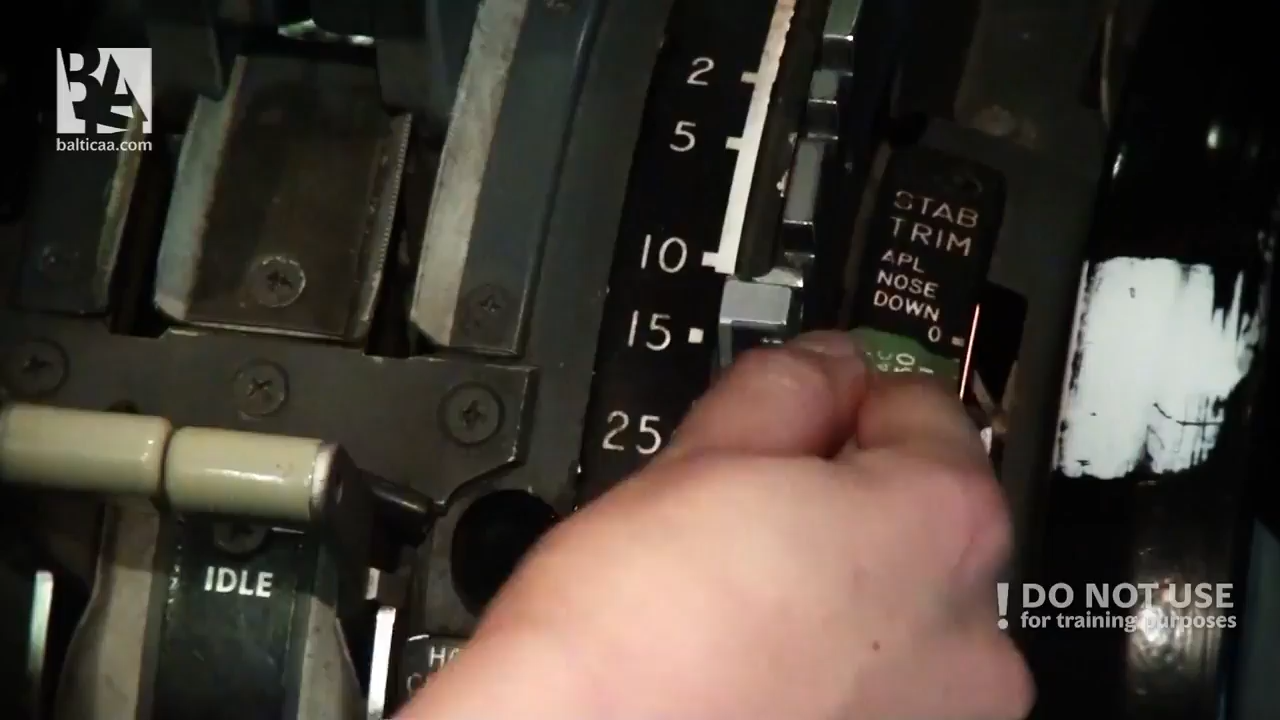 BA
balticaa.com
2
5
10
15
25
STAB
TRIM
APL
NOSE
DOWN
0
IDLE
! DO NOT USE
for training purposes